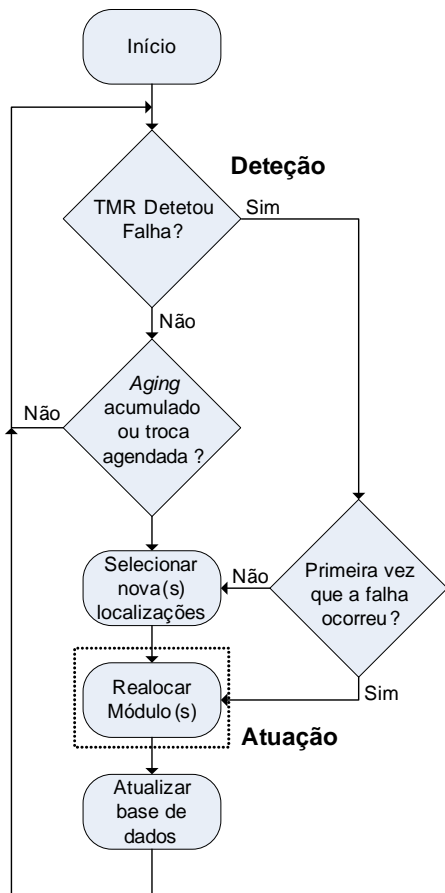 Início
Deteção
TMR Detetou
Falha?
Sim
Não
Aging
acumulado
ou troca
agendada ?
Não
Selecionar
nova(s)
localizações
Não
Primeira vez
que a falha
ocorreu?
Sim
Realocar
Módulo(s)
Atuação
Atualizar
base de
dados